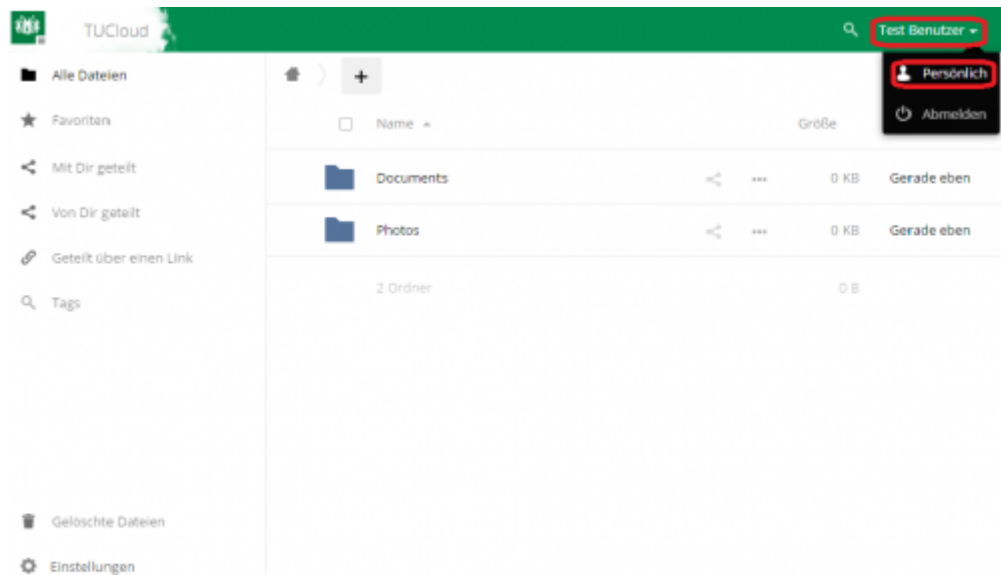 TUCloud
Test Benutzer
Persönlich
Abmelden
Alle Dateien
Favoriten
Mit Dir geteilt
Von Dir geteilt
Geteilt über einen Link
Tags
Name Größe
Documents 0 KB Gerade eben
Photos 0 KB Gerade eben
2 Ordner 0 B
Gelöschte Dateien
Einstellungen